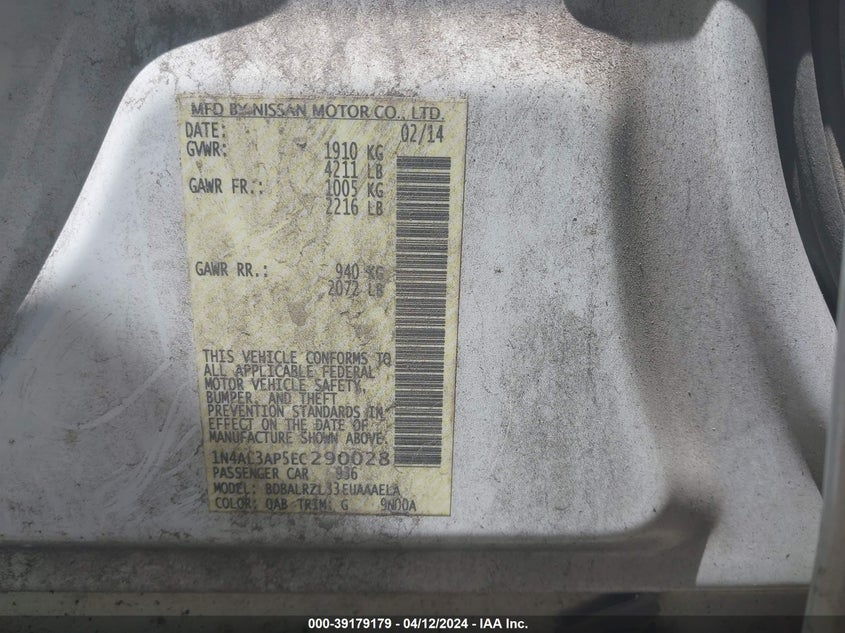 MFD BY NISSAN MOTOR CO., LTD.
DATE: 02/14
GVWR: 1910 KG
4211 LB
GAWR FR.: 1005 KG
2216 LB
GAWR RR.: 940 KG
2072 LB
THIS VEHICLE CONFORMS TO
ALL APPLICABLE FEDERAL
MOTOR VEHICLE SAFETY,
BUMPER, AND THEFT
PREVENTION STANDARDS IN
EFFECT ON THE DATE OF
MANUFACTURE SHOWN ABOVE.
1N4AL3AP5EC290028
PASSENGER CAR 936
MODEL: BDBALRZL33EUAAAELA
COLOR: QAB TRIM: G 9N00A
000-39179179 — 04/12/2024 — IAA Inc.